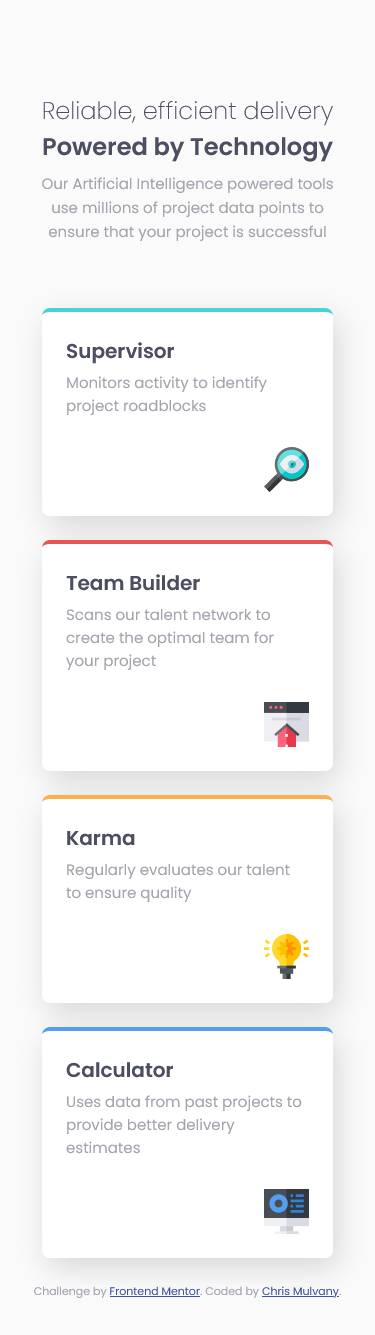 Reliable, efficient delivery
Powered by Technology
Our Artificial Intelligence powered tools
use millions of project data points to
ensure that your project is successful
Supervisor
Monitors activity to identify
project roadblocks
Team Builder
Scans our talent network to
create the optimal team for
your project
Karma
Regularly evaluates our talent
to ensure quality
Calculator
Uses data from past projects to
provide better delivery
estimates
Challenge by Frontend Mentor. Coded by Chris Mulvany.